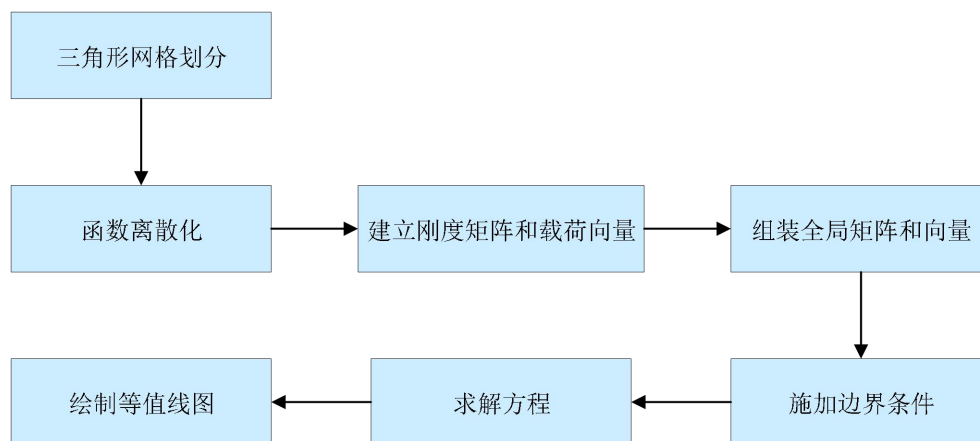 三角形网格划分
函数离散化
建立刚度矩阵和载荷向量
组装全局矩阵和向量
施加边界条件
求解方程
绘制等值线图